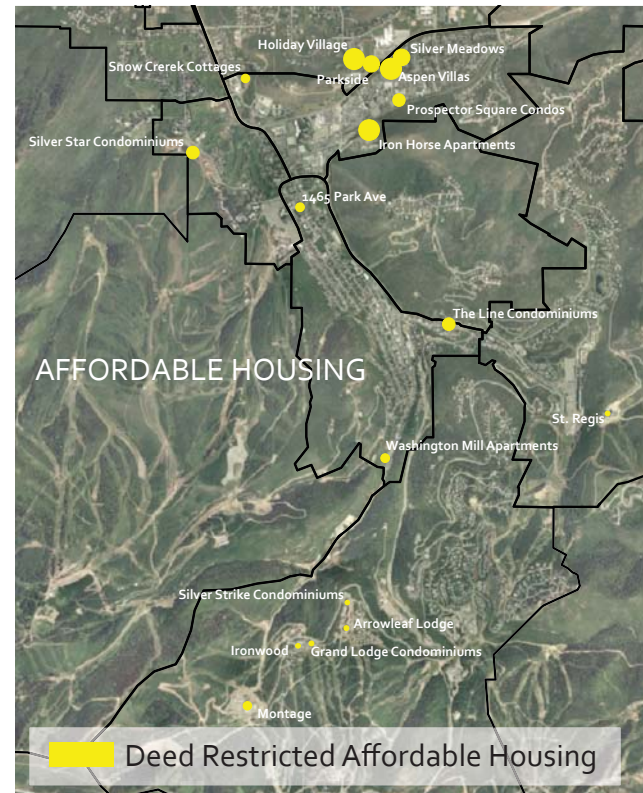 Holiday Village
Silver Meadows
Snow Crerek Cottages
Parkside
Aspen Villas
Prospector Square Condos
Silver Star Condominiums
Iron Horse Apartments
1465 Park Ave
The Line Condominiums
AFFORDABLE HOUSING
St. Regis
Washington Mill Apartments
Silver Strike Condominiums
Arrowleaf Lodge
Ironwood
Grand Lodge Condominiums
Montage
Deed Restricted Affordable Housing